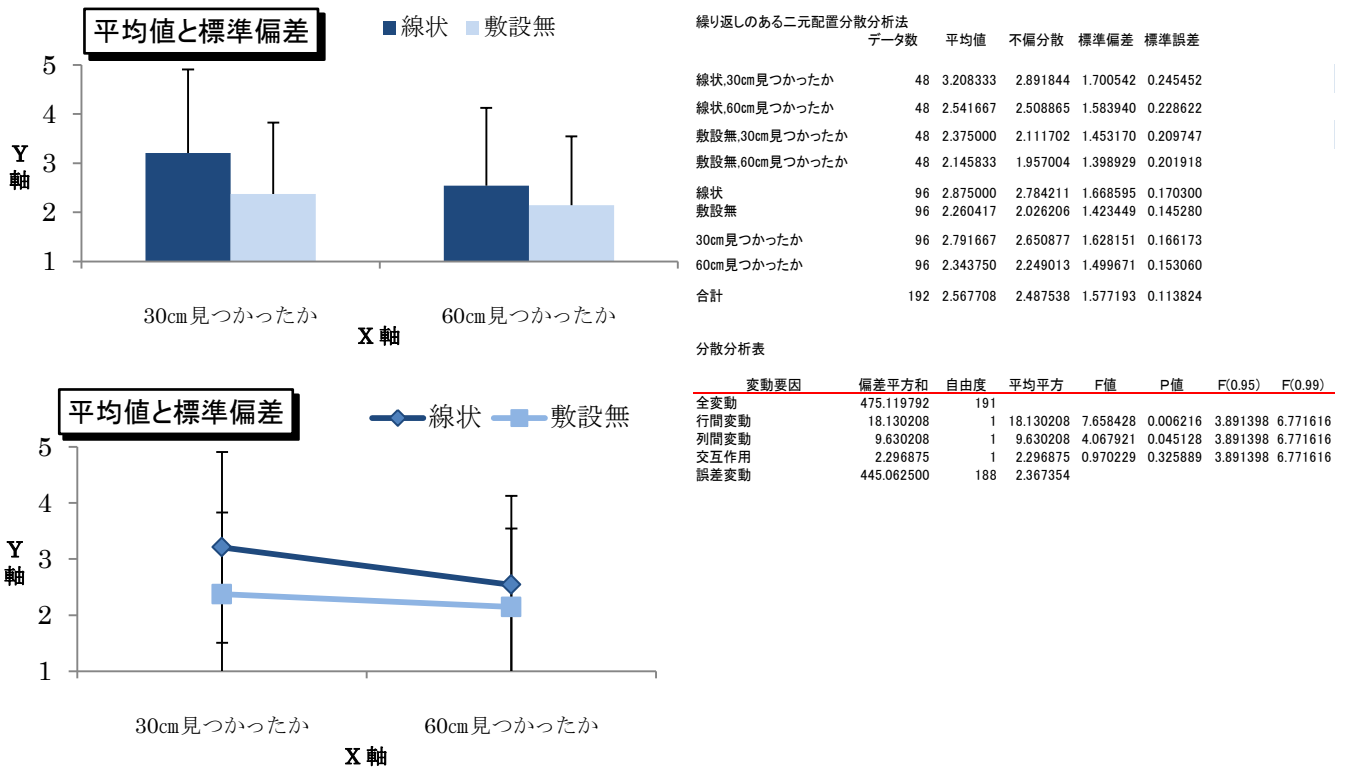 平均値と標準偏差
線状 敷設無
5
4
3
2
1
Y
軸
30㎝見つかったか 60㎝見つかったか
X 軸
平均値と標準偏差
線状 敷設無
5
4
3
2
1
Y
軸
30㎝見つかったか 60㎝見つかったか
X 軸
繰り返しのある二元配置分散分析法
データ数 平均値 不偏分散 標準偏差 標準誤差
線状,30㎝見つかったか 48 3.208333 2.891844 1.700542 0.245452
線状,60㎝見つかったか 48 2.541667 2.508865 1.583940 0.228622
敷設無,30㎝見つかったか 48 2.375000 2.111702 1.453170 0.209747
敷設無,60㎝見つかったか 48 2.145833 1.957004 1.398929 0.201918
線状 96 2.875000 2.784211 1.668595 0.170300
敷設無 96 2.260417 2.026206 1.423449 0.145280
30㎝見つかったか 96 2.791667 2.650877 1.628151 0.166173
60㎝見つかったか 96 2.343750 2.249013 1.499671 0.153060
合計 192 2.567708 2.487538 1.577193 0.113824
分散分析表
変動要因 偏差平方和 自由度 平均平方 F値 P値 F(0.95) F(0.99)
全変動 475.119792 191
行間変動 18.130208 1 18.130208 7.658428 0.006216 3.891398 6.771616
列間変動 9.630208 1 9.630208 4.067921 0.045128 3.891398 6.771616
交互作用 2.296875 1 2.296875 0.970229 0.325889 3.891398 6.771616
誤差変動 445.062500 188 2.367354